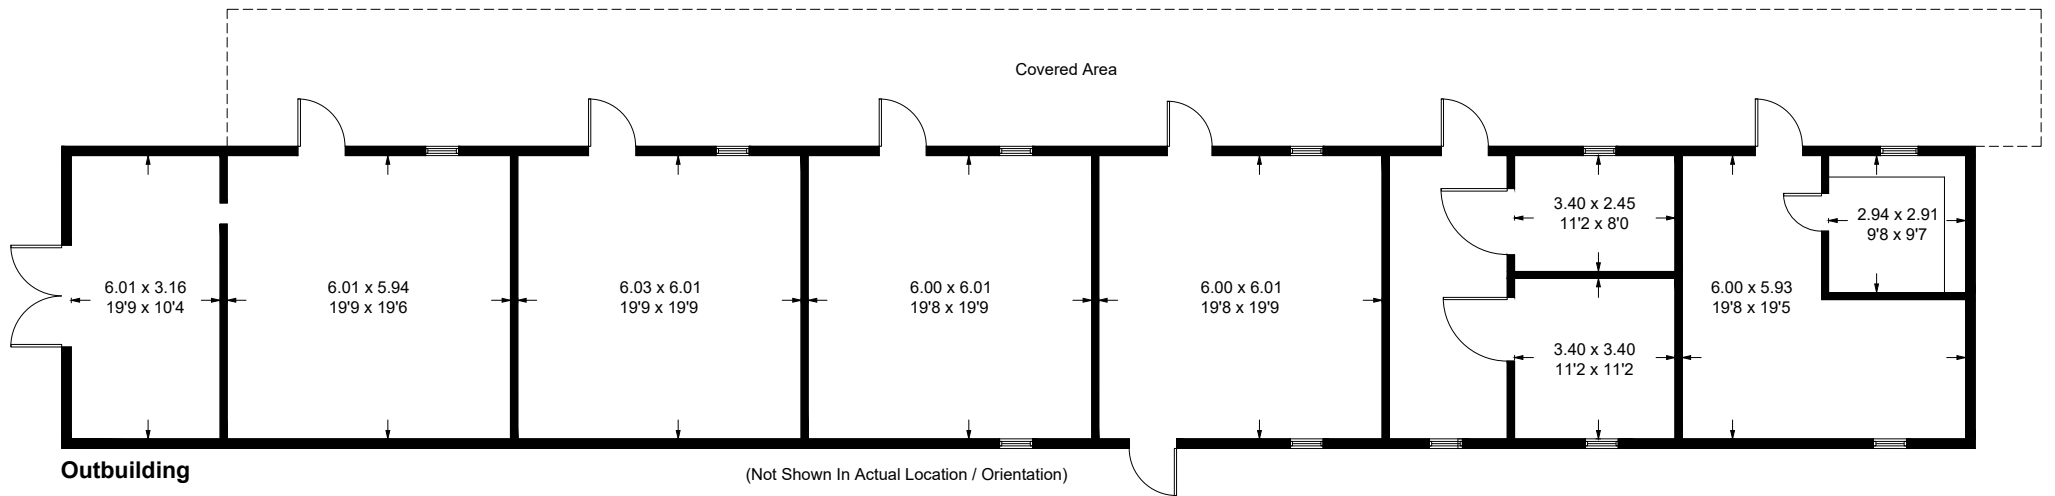 Covered Area
6.01 x 3.16
19'9 x 10'4
6.01 x 5.94
19'9 x 19'6
6.03 x 6.01
19'9 x 19'9
6.00 x 6.01
19'8 x 19'9
6.00 x 6.01
19'8 x 19'9
3.40 x 2.45
11'2 x 8'0
3.40 x 3.40
11'2 x 11'2
6.00 x 5.93
19'8 x 19'5
2.94 x 2.91
9'8 x 9'7
Outbuilding
(Not Shown In Actual Location / Orientation)